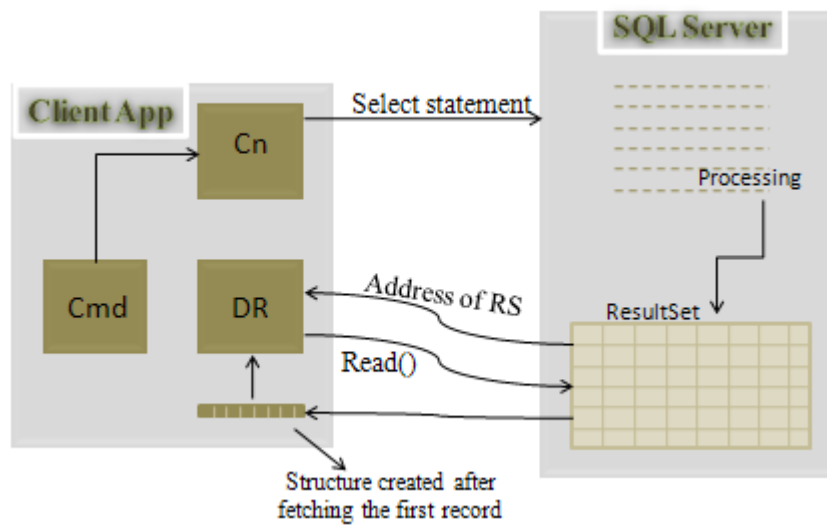 SQL Server
Client App
Cn
Select statement
Processing
Cmd
DR
Address of RS
ResultSet
Read()
Structure created after
fetching the first record